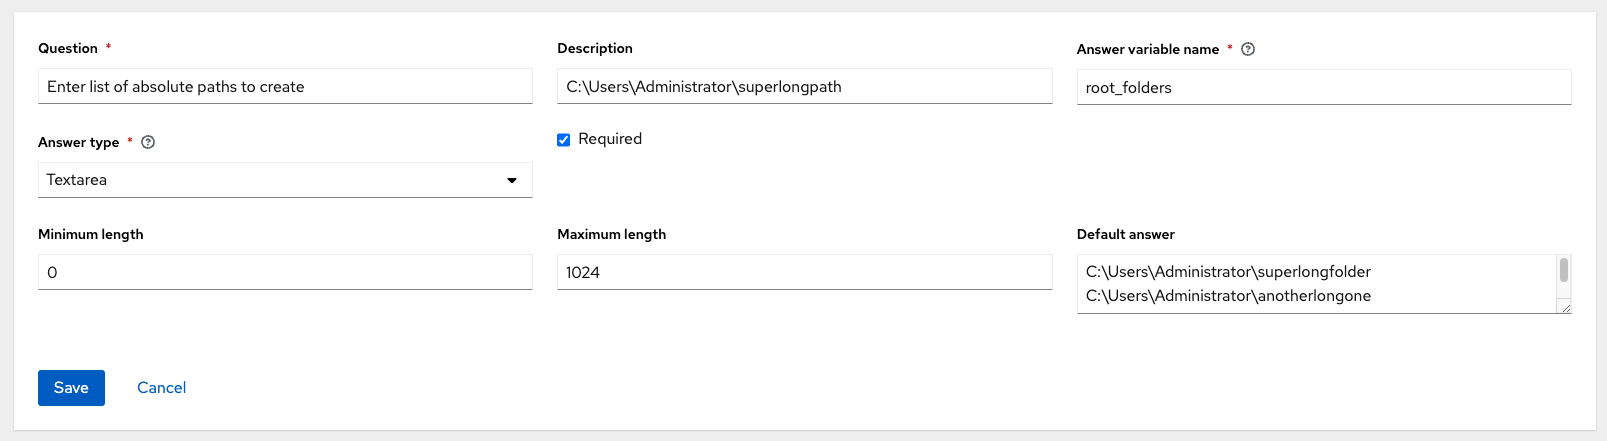 Question *
Description
Answer variable name *
Enter list of absolute paths to create
C:\Users\Administrator\superlongpath
root_folders
Answer type *
Required
Textarea
Minimum length
Maximum length
Default answer
0
1024
C:\Users\Administrator\superlongfolder
C:\Users\Administrator\anotherlongone
Save
Cancel